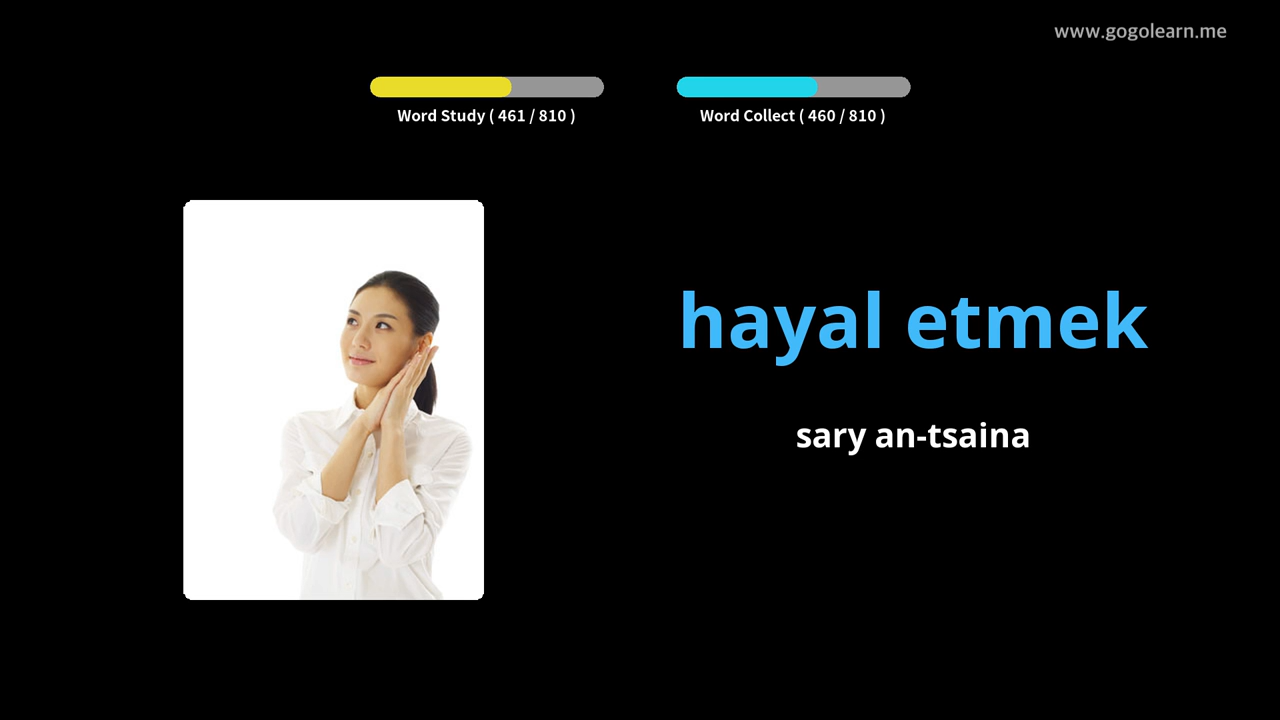 www.gogolearn.me
Word Study ( 461 / 810 )
Word Collect ( 460 / 810 )
hayal etmek
sary an-tsaina